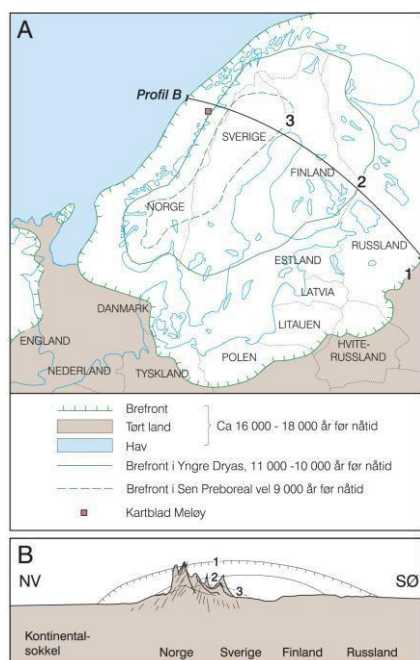 A
Profil B
3
SVERIGE
FINLAND
2
NORGE
RUSSLAND
ESTLAND
1
LATVIA
DANMARK
LITAUEN
ENGLAND
HVITE-
RUSSLAND
NEDERLAND
POLEN
TYSKLAND
Brefront
Tørt land
Ca 16 000 - 18 000 år før nåtid
Hav
Brefront i Yngre Dryas, 11 000 -10 000 år før nåtid
Brefront i Sen Preboreal vel 9 000 år før nåtid
Kartblad Meløy
B
NV
1
SØ
2
3
Kontinental-
sokkel
Norge
Sverige
Finland
Russland